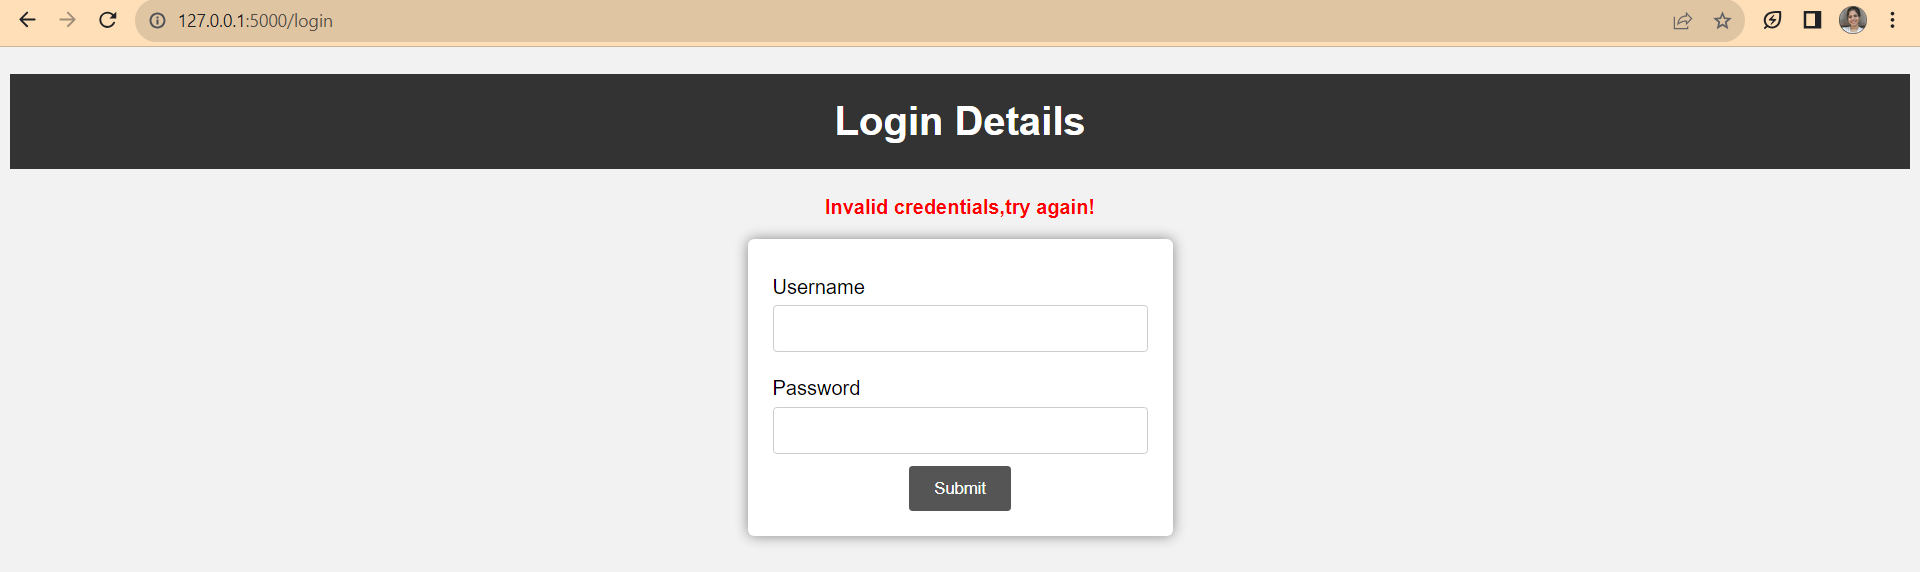 127.0.0.1:5000/login
Login Details
Invalid credentials,try again!
Username
Password
Submit